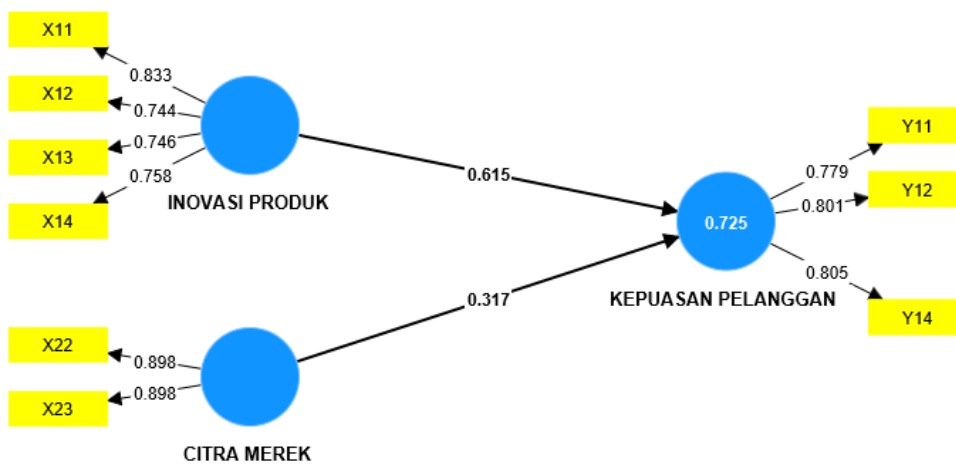 X11
0.833
X12
0.744
X13
0.746
0.758
X14
INOVASI PRODUK
0.615
0.317
X22
0.898
X23
0.898
CITRA MEREK
0.725
KEPUASAN PELANGGAN
Y11
0.779
Y12
0.801
0.805
Y14